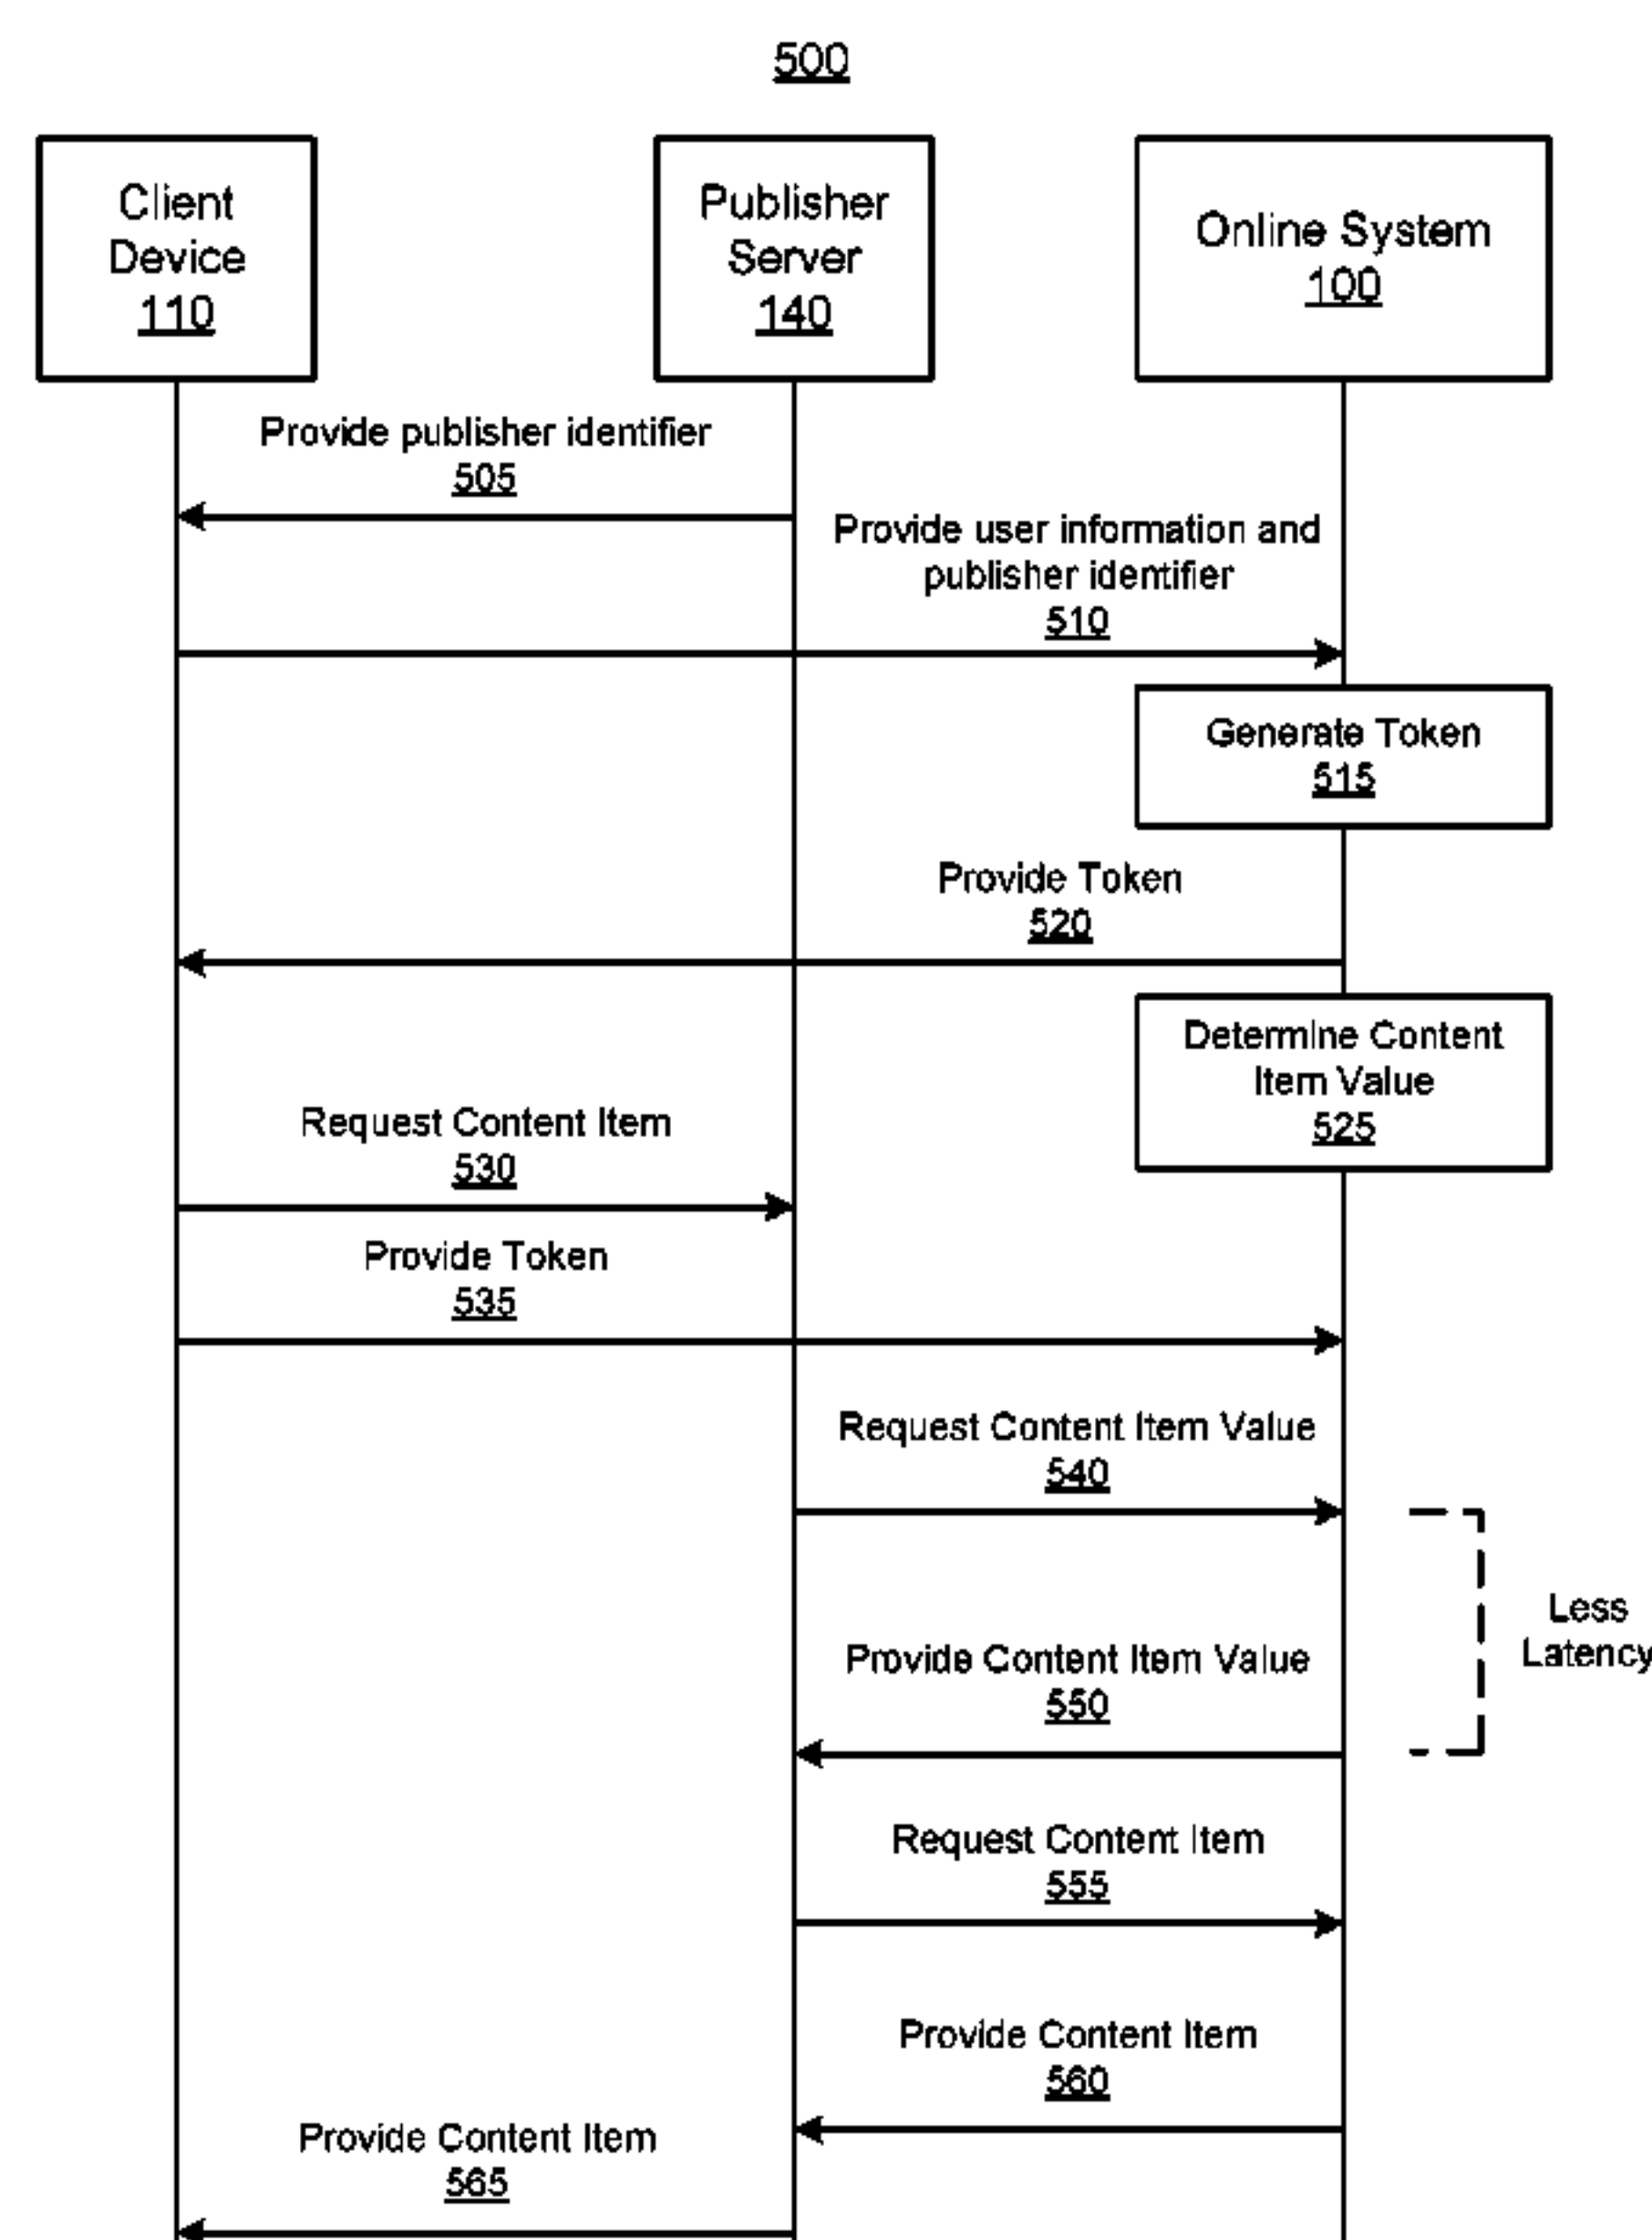 500
Client
Device
110
Publisher
Server
140
Online System
100
Provide publisher identifier
505
Provide user information and
publisher identifier
510
Generate Token
515
Provide Token
520
Determine Content
Item Value
525
Request Content Item
530
Provide Token
535
Request Content Item Value
540
Less
Latency
Provide Content Item Value
550
Request Content Item
555
Provide Content Item
560
Provide Content Item
565